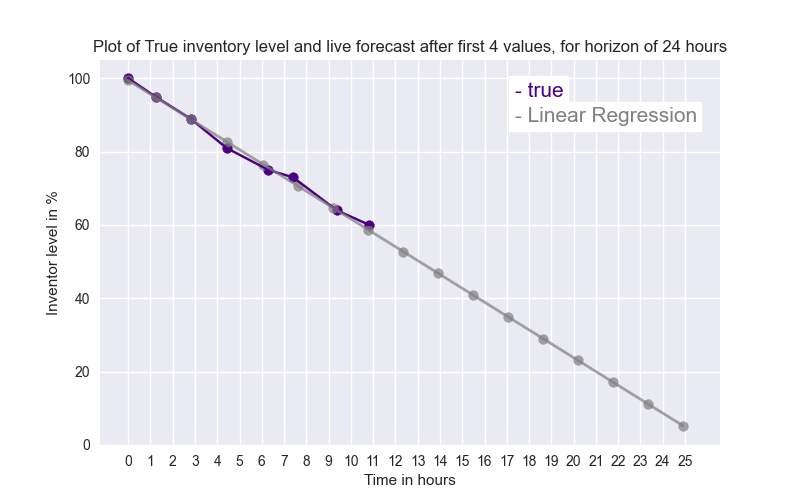 Plot of True inventory level and live forecast after first 4 values, for horizon of 24 hours
- true
- Linear Regression
Inventor level in %
100
80
60
40
20
0
0 1 2 3 4 5 6 7 8 9 10 11 12 13 14 15 16 17 18 19 20 21 22 23 24 25
Time in hours